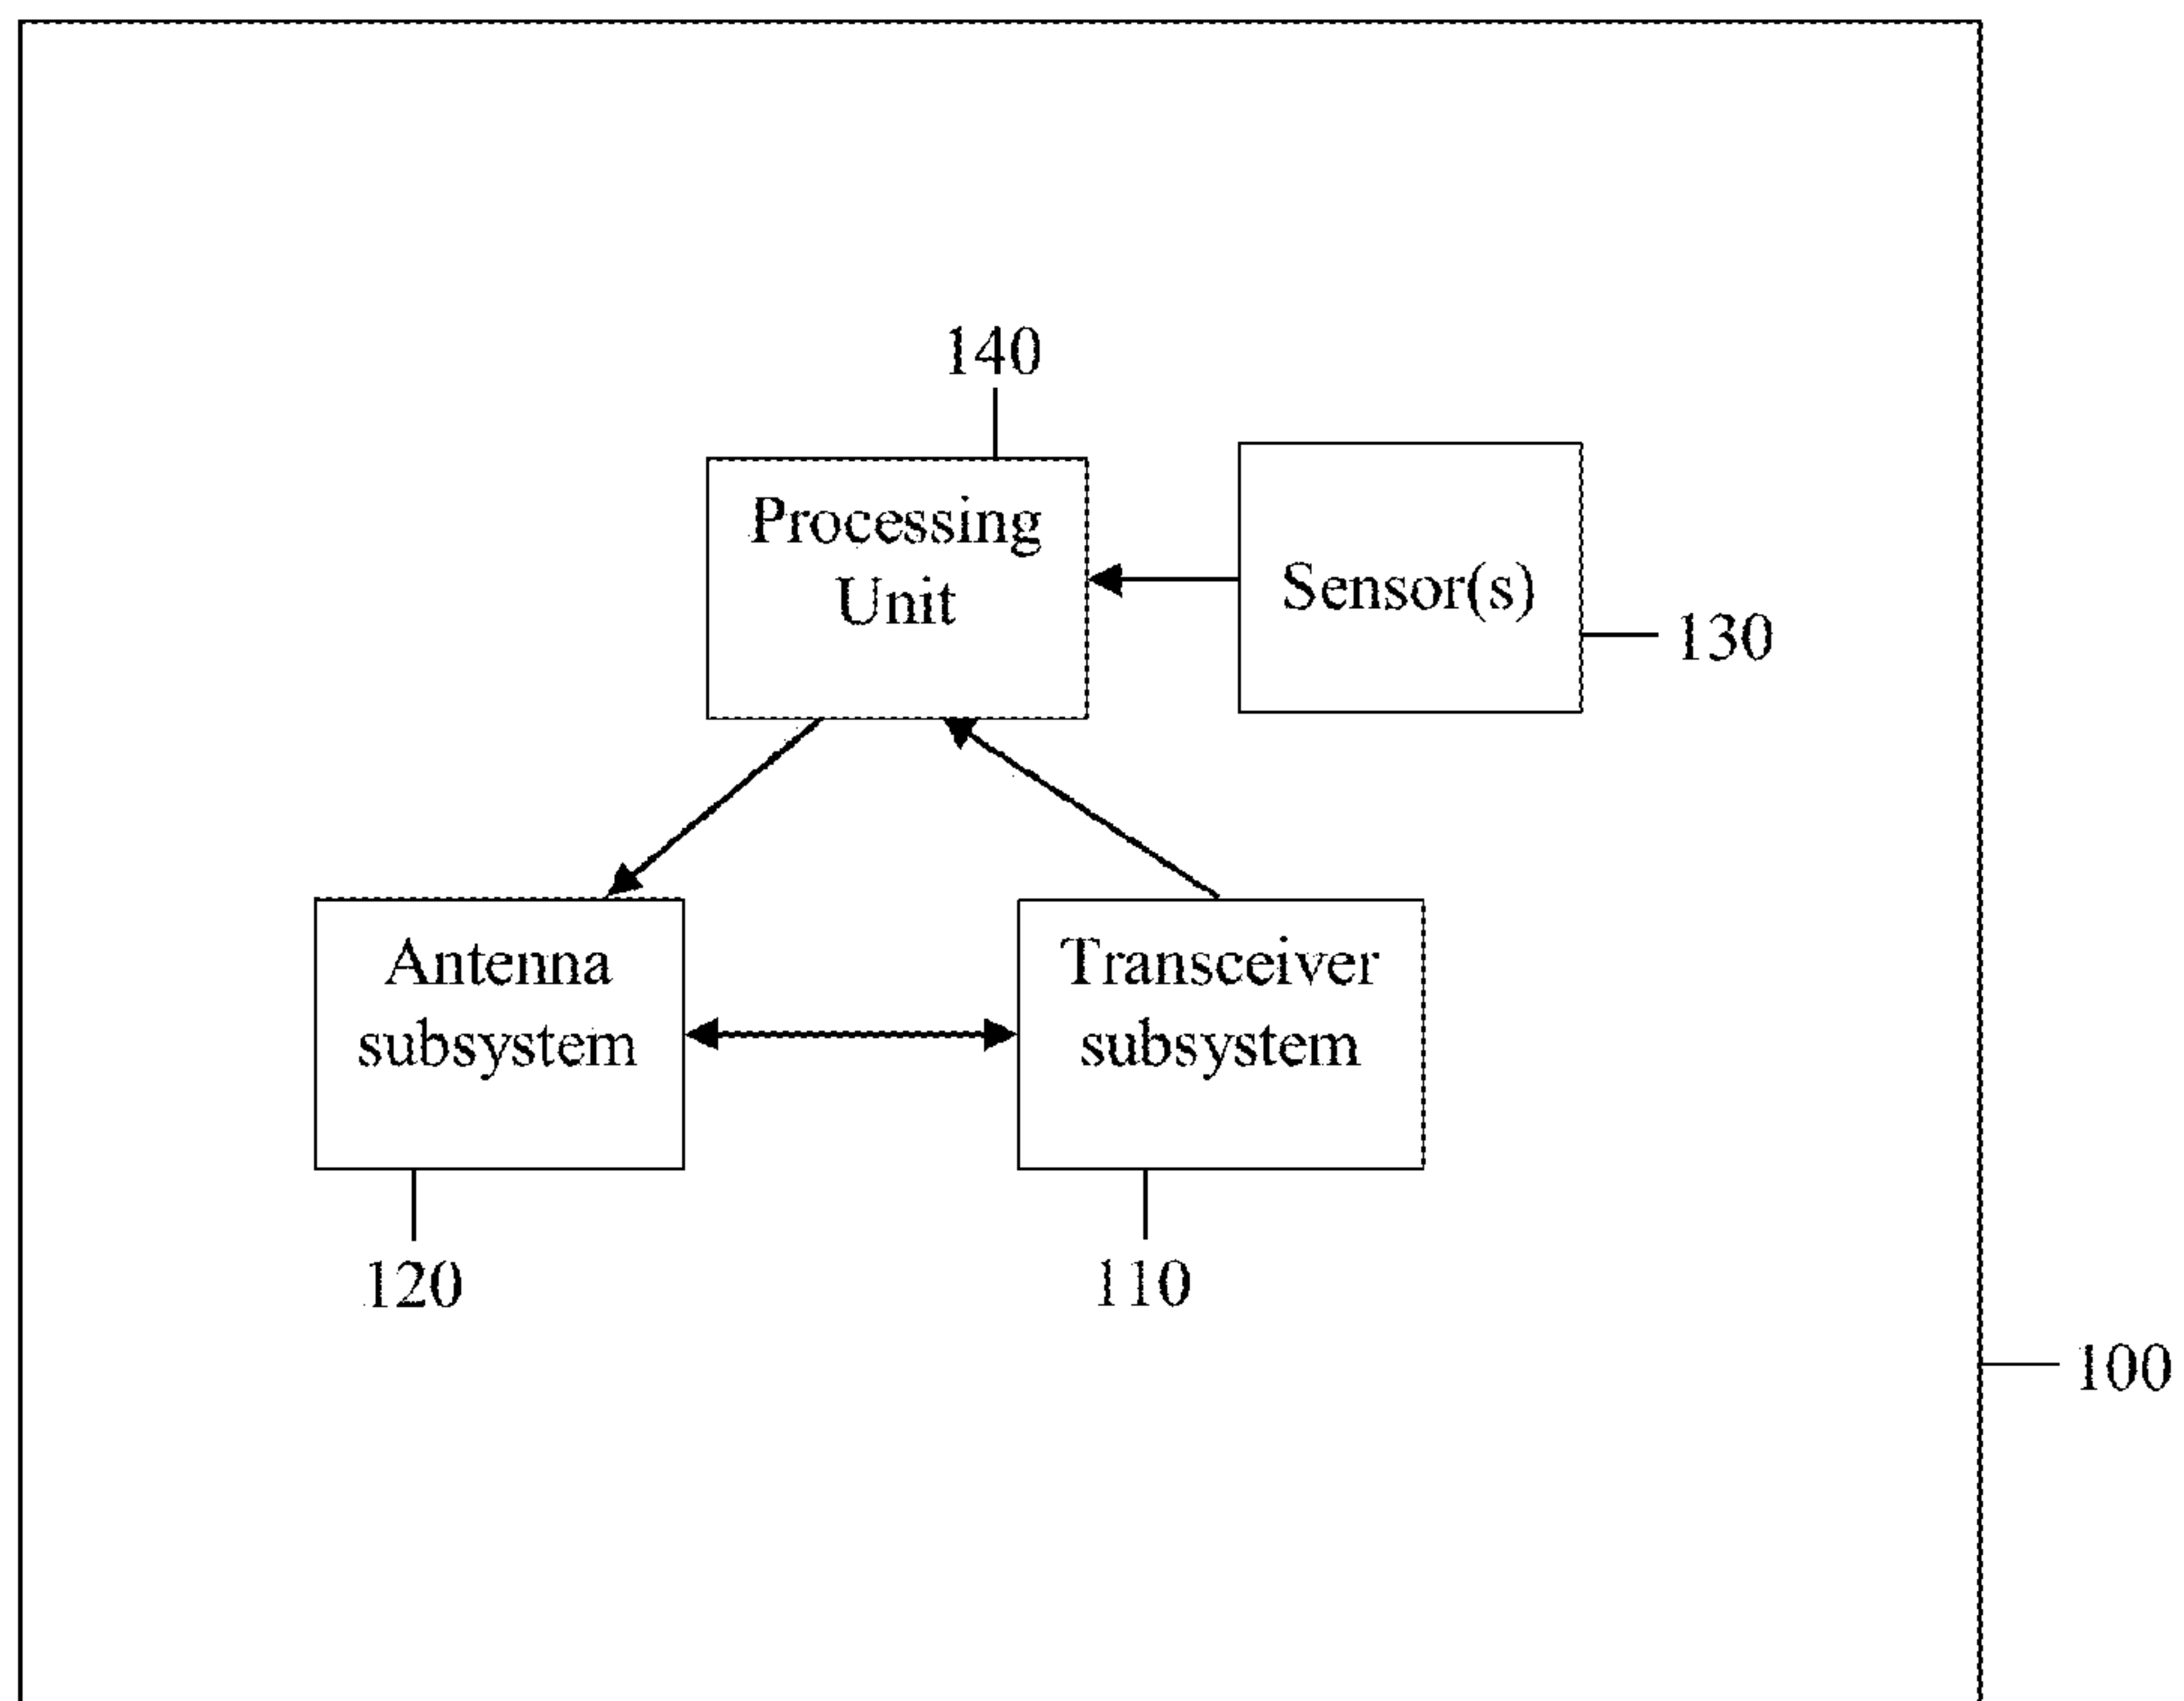 140
Processing
Unit
Sensor(s)
130
Antenna
subsystem
Transceiver
subsystem
120
110
100